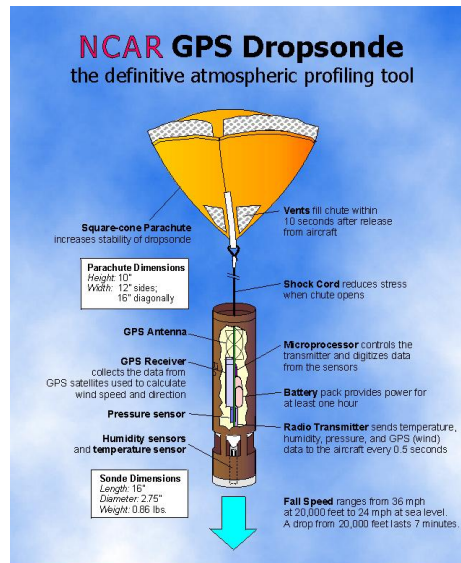 NCAR GPS Dropsonde
the definitive atmospheric profiling tool
Square-cone Parachute
increases stability of dropsonde
Vents fill chute within
10 seconds after release
from aircraft
Parachute Dimensions
Height: 10"
Width: 12" sides;
16" diagonally
Shock Cord reduces stress
when chute opens
GPS Antenna
GPS Receiver
collects the data from
GPS satellites used to calculate
wind speed and direction
Microprocessor controls the
transmitter and digitizes data
from the sensors
Battery pack provides power for
at least one hour
Pressure sensor
Radio Transmitter sends temperature,
humidity, pressure, and GPS (wind)
data to the aircraft every 0.5 seconds
Humidity sensors
and temperature sensor
Sonde Dimensions
Length: 16"
Diameter: 2.75"
Weight: 0.86 lbs.
Fall Speed ranges from 36 mph
at 20,000 feet to 24 mph at sea level.
A drop from 20,000 feet lasts 7 minutes.